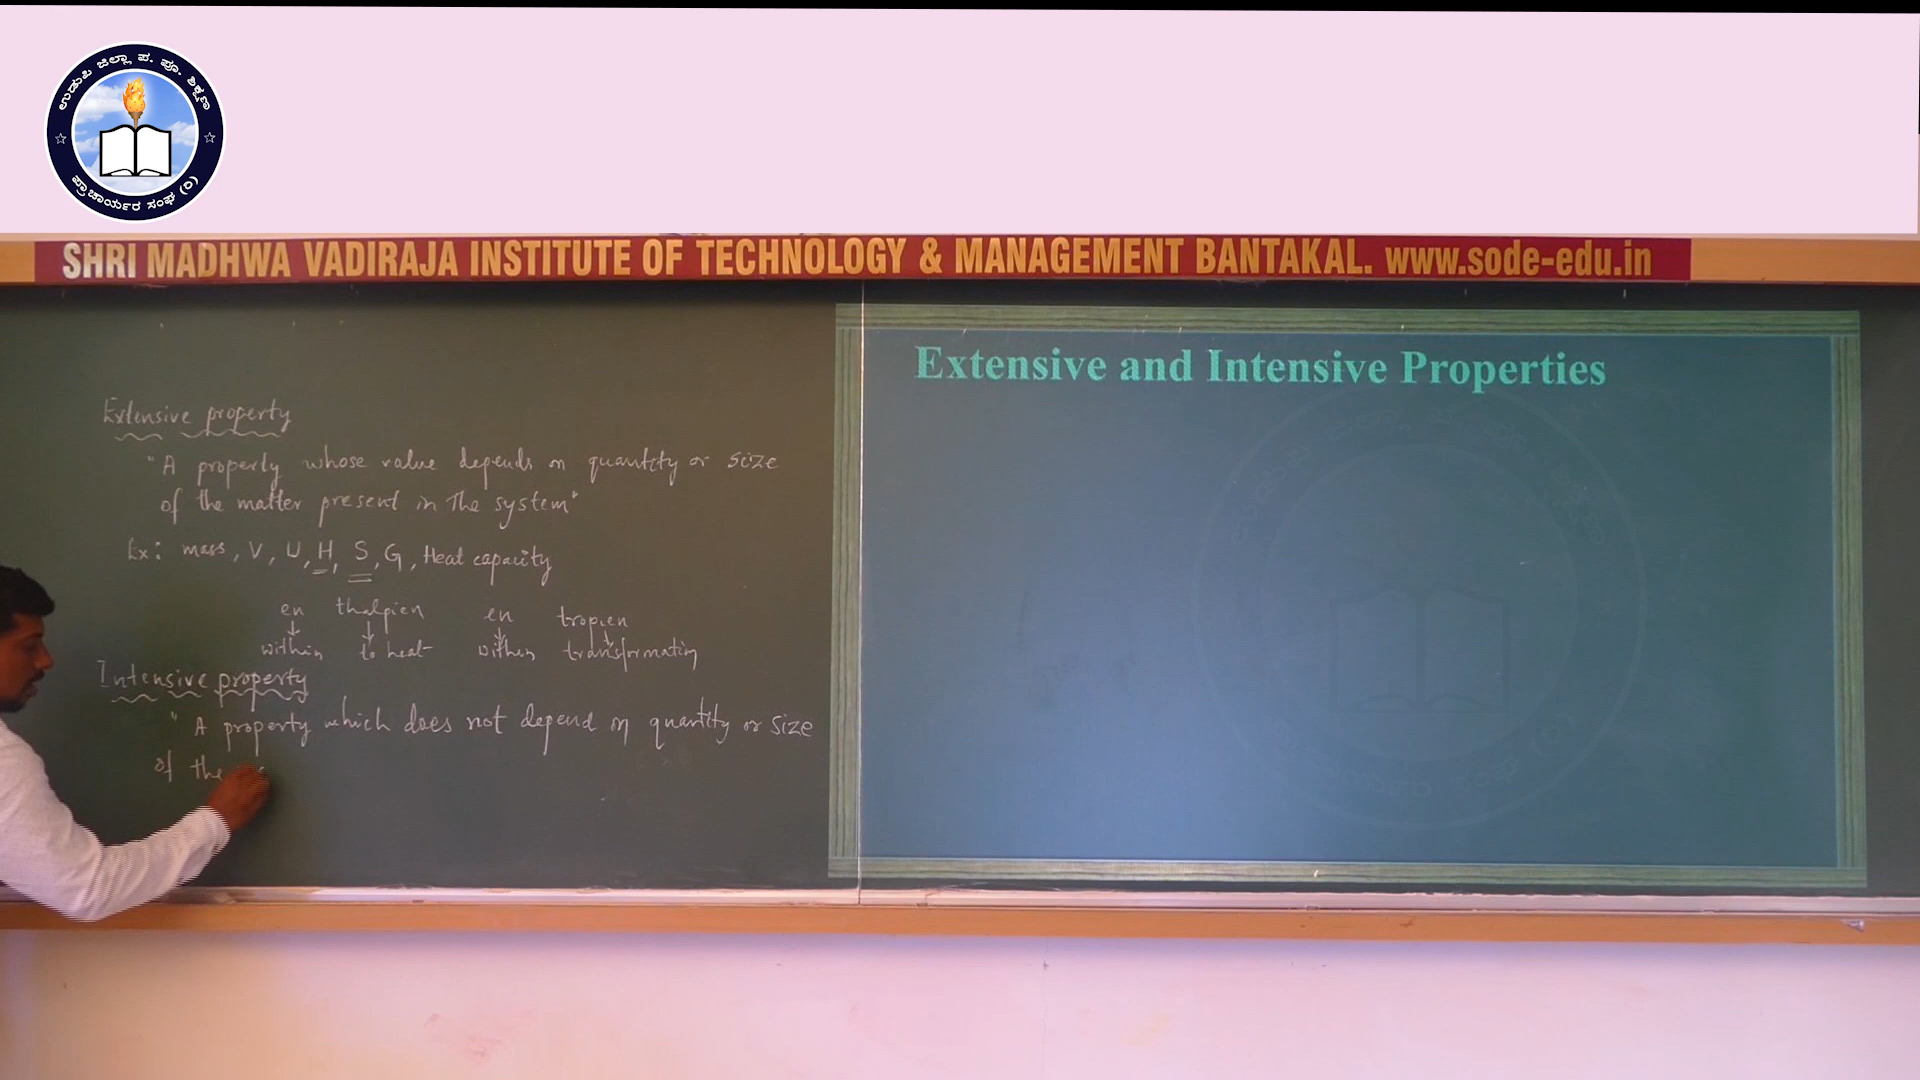 ಉಡುಪಿ ಜಿಲ್ಲಾ ಪ. ಪೂ. ಶಿಕ್ಷಣ
ಪ್ರಾಚಾರ್ಯರ ಸಂಘ (ರಿ)
SHRI MADHWA VADIRAJA INSTITUTE OF TECHNOLOGY & MANAGEMENT BANTAKAL. www.sode-edu.in
Extensive property
"A property whose value depends on quantity or size
of the matter present in the system"
Ex: mass, V, U, H, S, G, Heat capacity
en thalpien en tropien
within to heat within transformation
Intensive property
"A property which does not depend on quantity or size
of the
Extensive and Intensive Properties